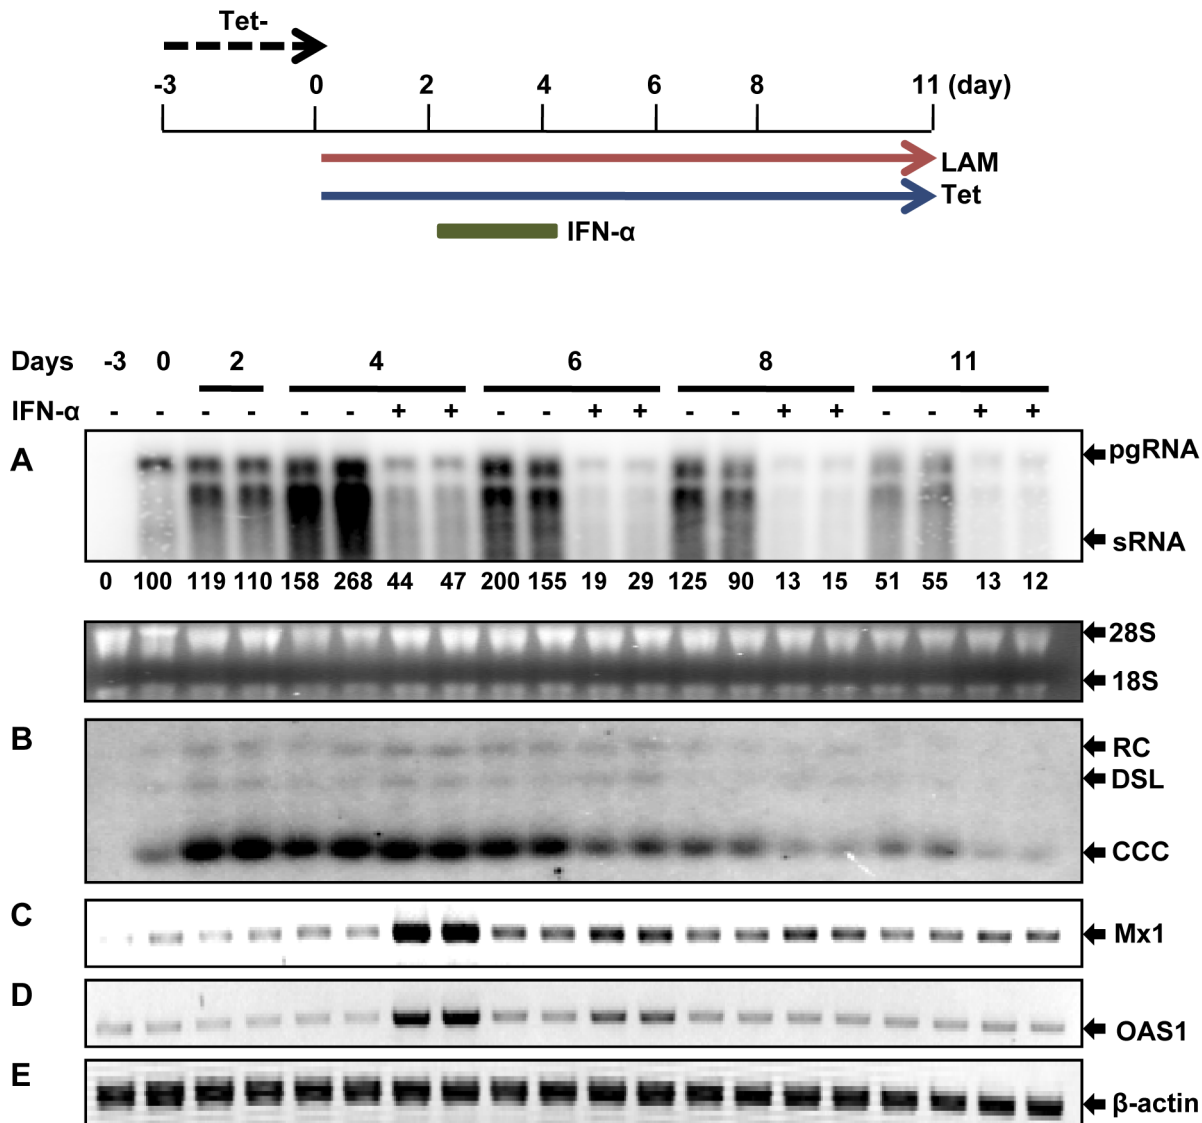 Tet-
-3 0 2 4 6 8 11 (day)
LAM
Tet
IFN-α
Days -3 0 2 4 6 8 11
IFN-α - - - - - - + + - - + + - - + + - - + +
A
pgRNA
sRNA
0 100 119 110 158 268 44 47 200 155 19 29 125 90 13 15 51 55 13 12
28S
18S
B
RC
DSL
CCC
C
Mx1
D
OAS1
E
β-actin